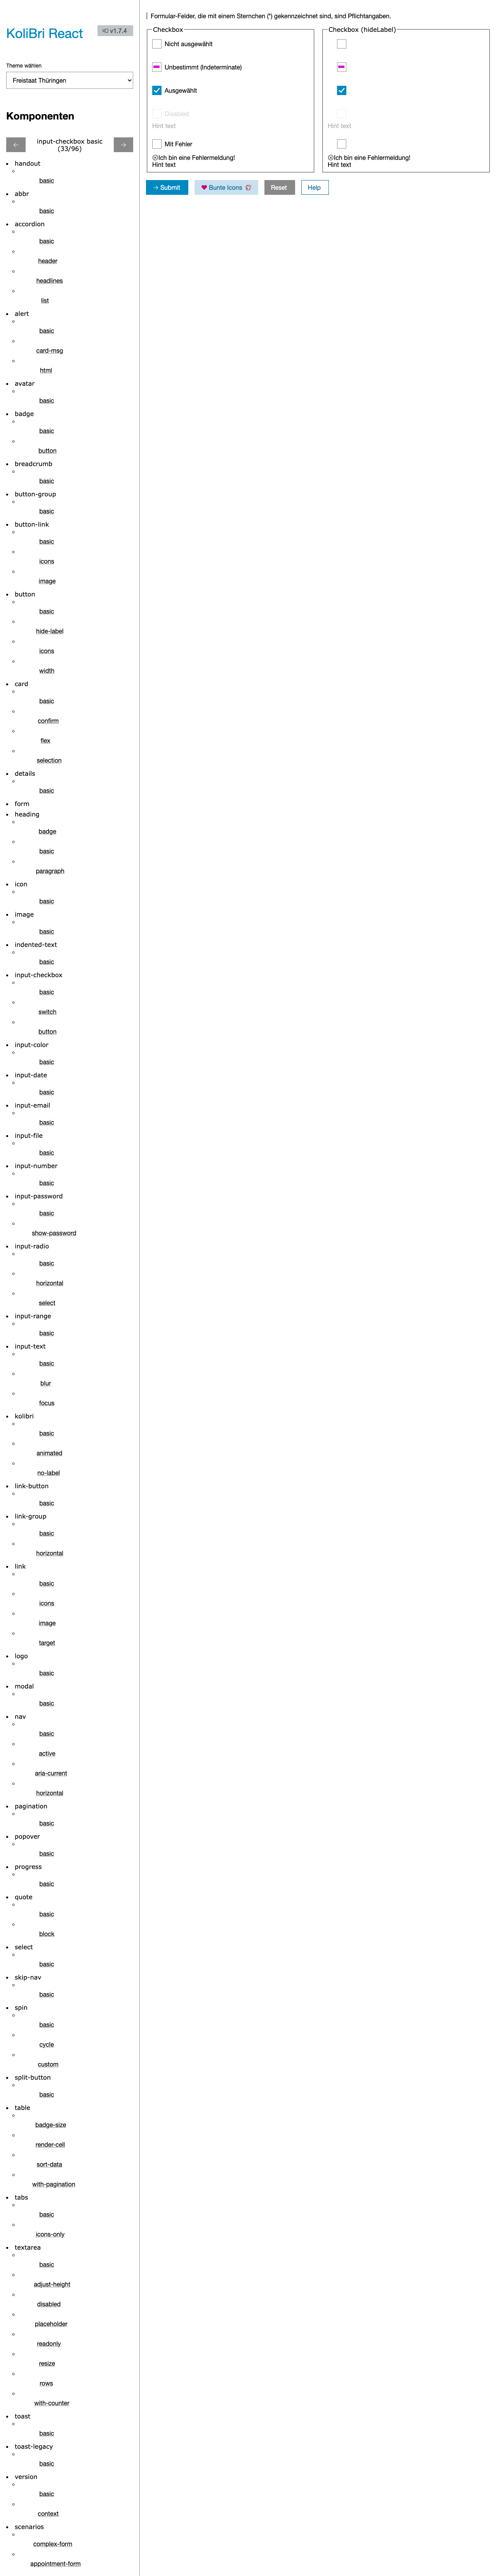 KoliBri React
v1.7.4
Theme wählen
Freistaat Thüringen
Komponenten
input-checkbox basic
(33/96)
handout
basic
abbr
basic
accordion
basic
header
headlines
list
alert
basic
card-msg
html
avatar
basic
badge
basic
button
breadcrumb
basic
button-group
basic
button-link
basic
icons
image
button
basic
hide-label
icons
width
card
basic
confirm
flex
selection
details
basic
form
heading
badge
basic
paragraph
icon
basic
image
basic
indented-text
basic
input-checkbox
basic
switch
button
input-color
basic
input-date
basic
input-email
basic
input-file
basic
input-number
basic
input-password
basic
show-password
input-radio
basic
horizontal
select
input-range
basic
input-text
basic
blur
focus
kolibri
basic
animated
no-label
link-button
basic
link-group
basic
horizontal
link
basic
icons
image
target
logo
basic
modal
basic
nav
basic
active
aria-current
horizontal
pagination
basic
popover
basic
progress
basic
quote
basic
block
select
basic
skip-nav
basic
spin
basic
cycle
custom
split-button
basic
table
badge-size
render-cell
sort-data
with-pagination
tabs
basic
icons-only
textarea
basic
adjust-height
disabled
placeholder
readonly
resize
rows
with-counter
toast
basic
toast-legacy
basic
version
basic
context
scenarios
complex-form
appointment-form
Formular-Felder, die mit einem Sternchen (*) gekennzeichnet sind, sind Pflichtangaben.
Checkbox
Nicht ausgewählt
Unbestimmt (Indeterminate)
Ausgewählt
Disabled
Hint text
Mit Fehler
Ich bin eine Fehlermeldung!
Hint text
Checkbox (hideLabel)
Hint text
Ich bin eine Fehlermeldung!
Hint text
Submit
Bunte Icons
Reset
Help